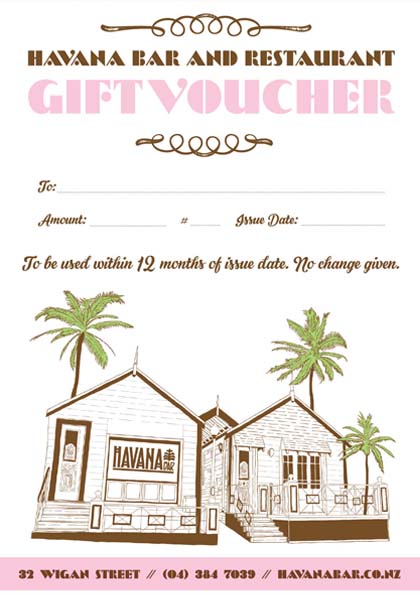 HAVANA BAR AND RESTAURANT
GIFT VOUCHER
To:
Amount: # Issue Date:
To be used within 12 months of issue date. No change given.
HAVANA
BAR
32 WIGAN STREET // (04) 384 7039 // HAVANABAR.CO.NZ